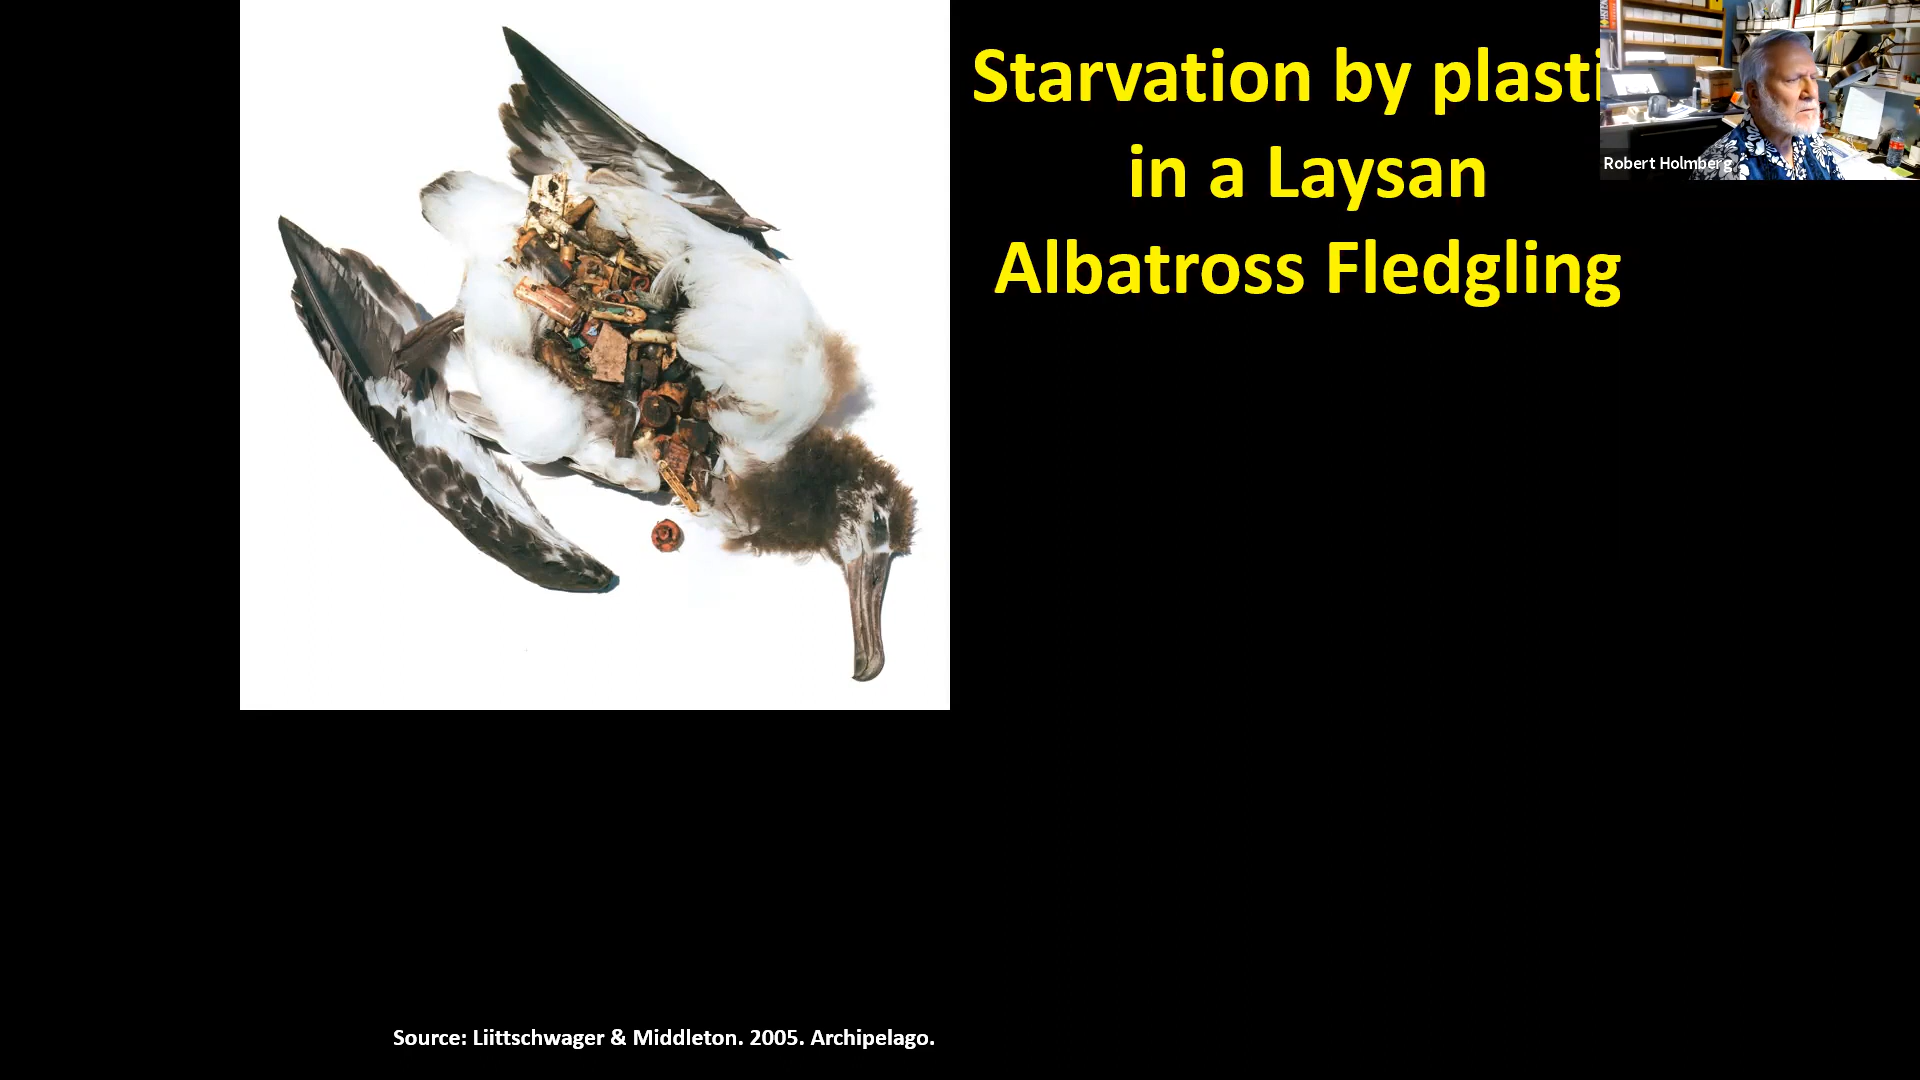 Starvation by plasti
in a Laysan
Albatross Fledgling
Robert Holmberg
Source: Liittschwager & Middleton. 2005. Archipelago.